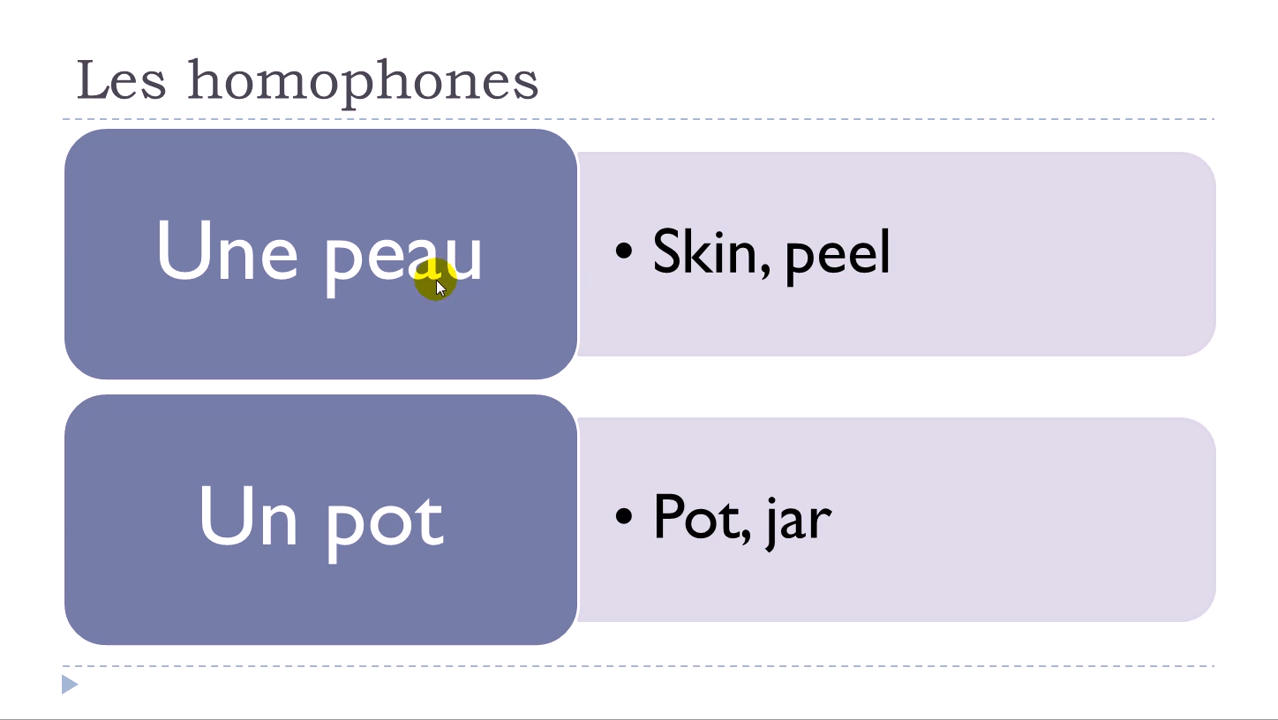 Les homophones
Une peau
• Skin, peel
Un pot
• Pot, jar